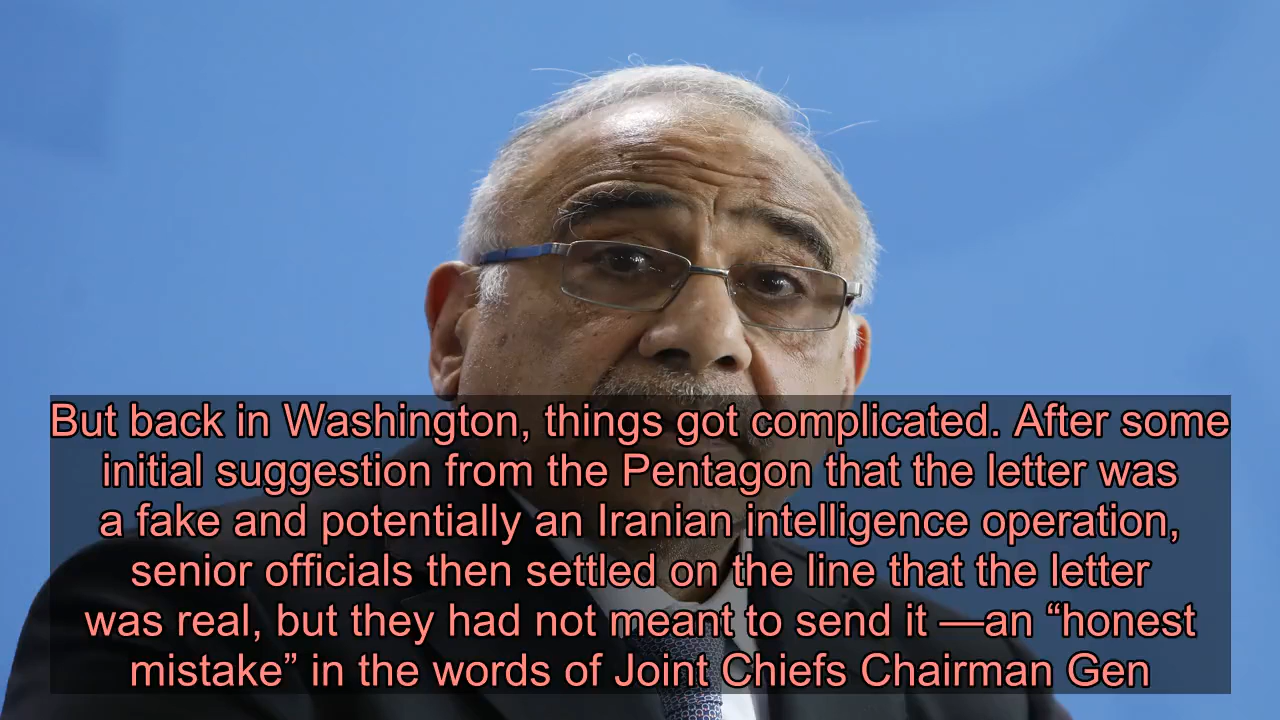 But back in Washington, things got complicated. After some
initial suggestion from the Pentagon that the letter was
a fake and potentially an Iranian intelligence operation,
senior officials then settled on the line that the letter
was real, but they had not meant to send it —an “honest
mistake” in the words of Joint Chiefs Chairman Gen